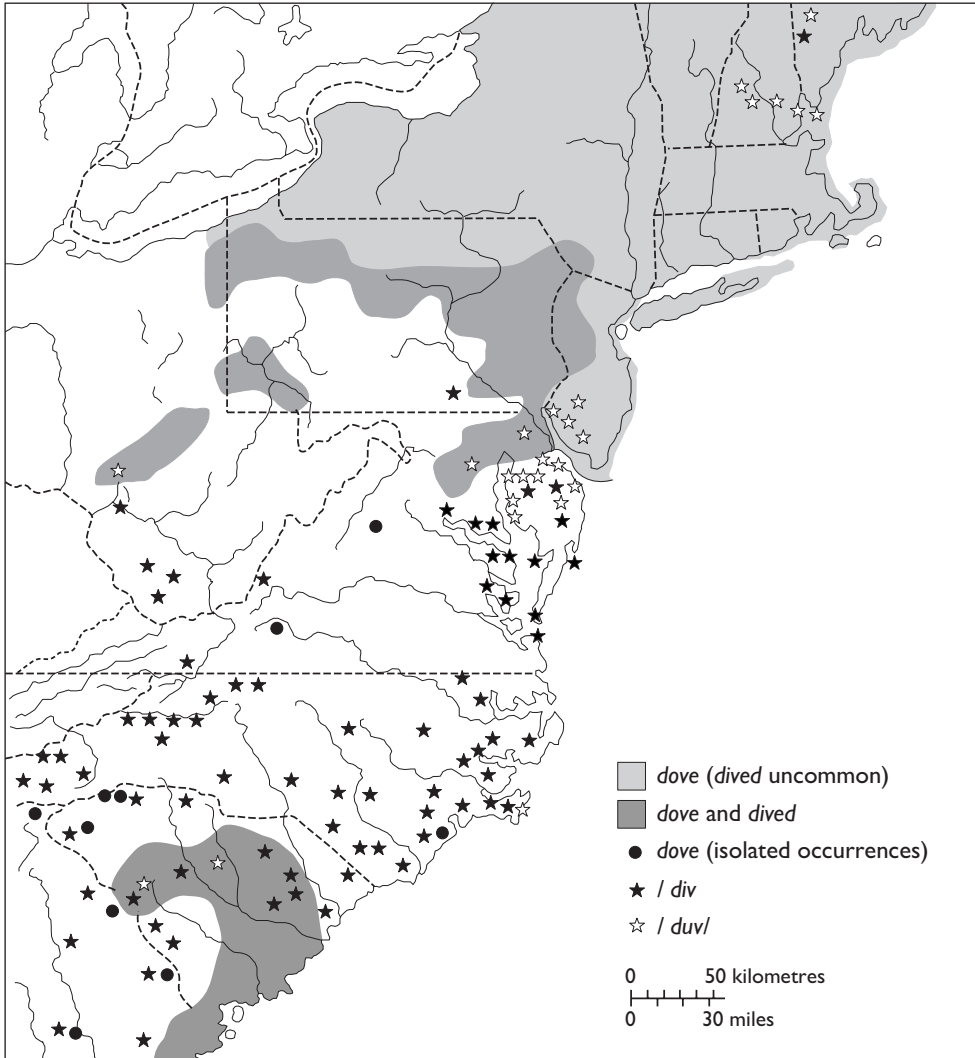 dove (dived uncommon)
dove and dived
dove (isolated occurrences)
/ div
/ duv/
0 50 kilometres
0 30 miles